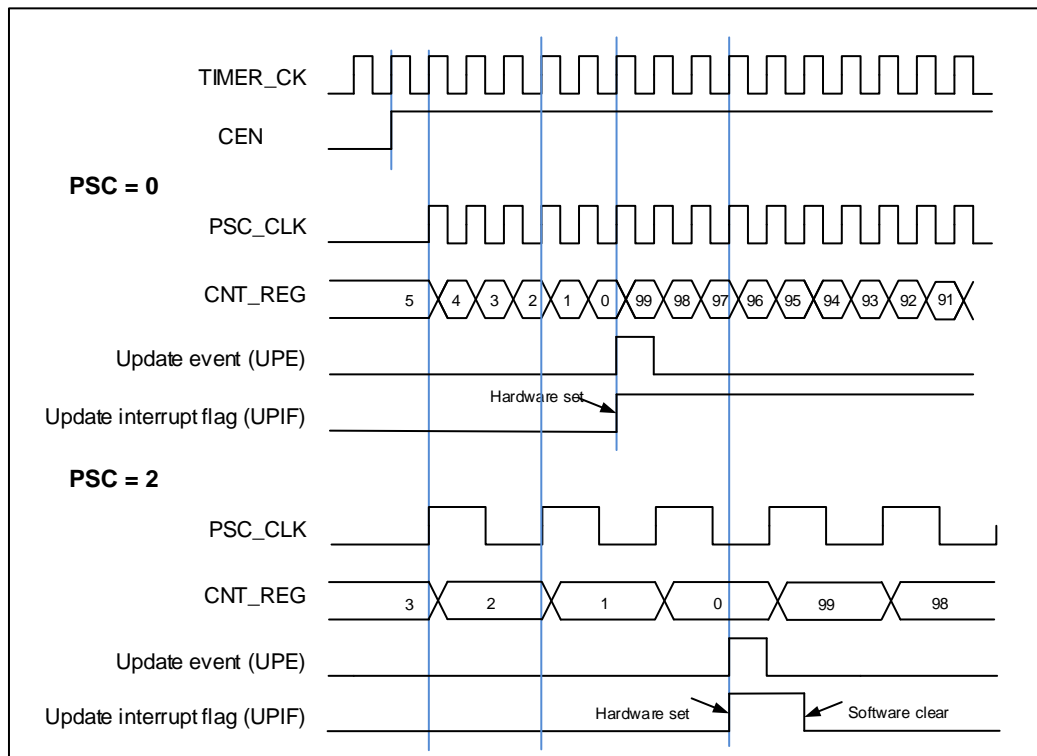 TIMER_CK
CEN
PSC = 0
PSC_CLK
CNT_REG 5 4 3 2 1 0 99 98 97 96 95 94 93 92 91
Update event (UPE)
Hardware set
Update interrupt flag (UPIF)
PSC = 2
PSC_CLK
CNT_REG 3 2 1 0 99 98
Update event (UPE)
Update interrupt flag (UPIF) Hardware set Software clear